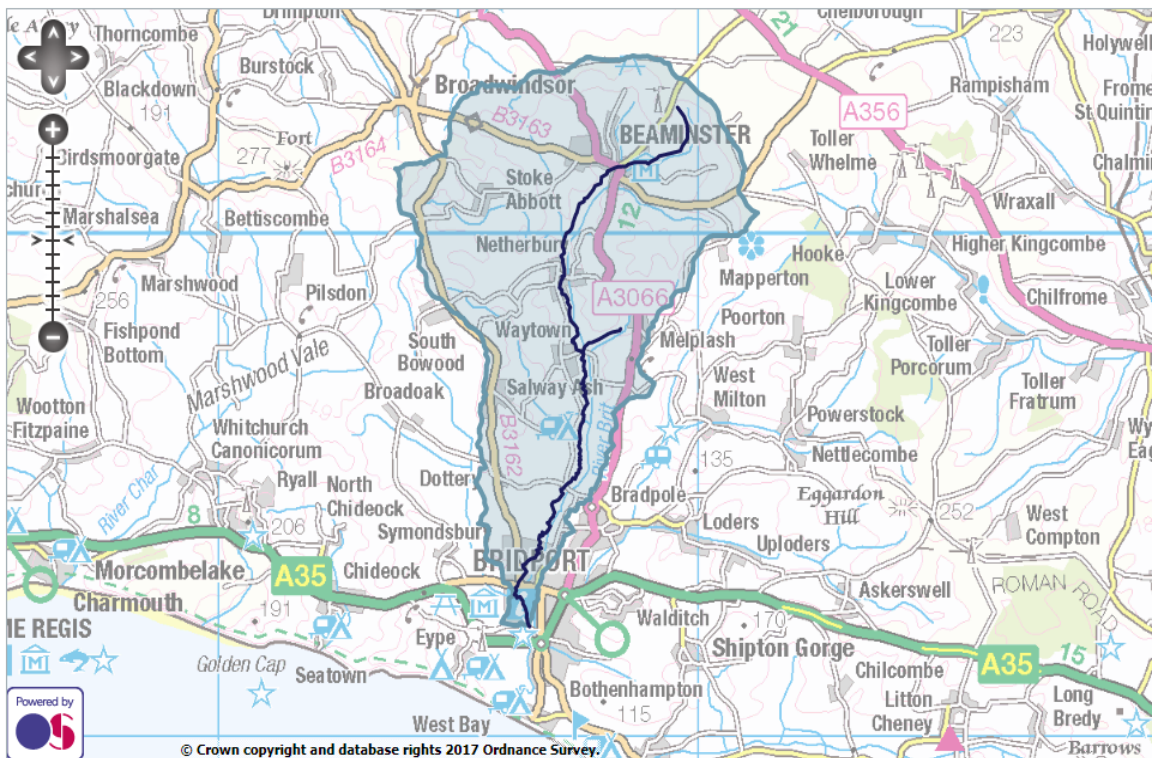 Thorncombe
Drimpton
Chelborough
21
223
Holywell
Blackdown
191
Burstock
Broadwindsor
Rampisham
A356
Frome
St Quintin
Birdsmoorgate
Fort
277
B3163
B3164
BEAMINSTER
Toller
Whelme
Marshalsea
Bettiscombe
Stoke
Abbott
Wraxall
12
Netherbury
Hooke
Higher Kingcombe
Marshwood
Pilsdon
Mapperton
Lower
Kingcombe
Chilfrome
256
A3066
Poorton
Fishpond
Bottom
South
Bowood
Waytown
Melplash
Toller
Porcorum
Marshwood Vale
Broadoak
Salway Ash
West
Milton
Toller
Fratrum
Wootton
Fitzpaine
Whitchurch
Canonicorum
B3162
River Brit
Powerstock
Nettlecombe
135
Ryall
North
Chideock
Dottery
Bradpole
Eggardon
Hill
252
River Char
8
206
Symondsbury
Loders
Uploders
West
Compton
Morcombelake
A35
Chideock
BRIDPORT
Askerswell
ROMAN ROAD
Charmouth
191
Walditch
170
ME REGIS
Eype
Shipton Gorge
A35
15
Golden Cap
Seatown
Chilcombe
Bothenhampton
115
Litton
Cheney
Long
Bredy
West Bay
Barrows
Powered by
OS
© Crown copyright and database rights 2017 Ordnance Survey.